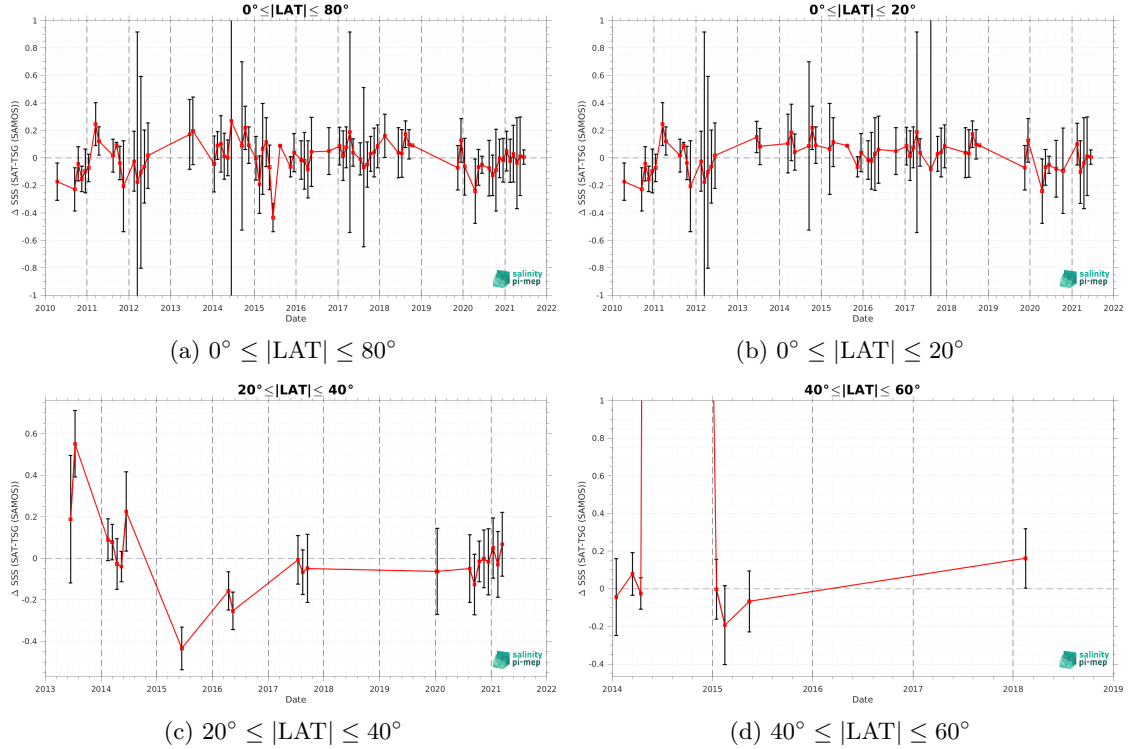 0°≤|LAT|≤ 80°
Δ SSS (SAT-TSG (SAMOS))
1
0.8
0.6
0.4
0.2
0
-0.2
-0.4
-0.6
-0.8
-1
2010 2011 2012 2013 2014 2015 2016 2017 2018 2019 2020 2021 2022
Date
salinity
pi-mep
(a) 0° ≤ |LAT| ≤ 80°
0°≤|LAT|≤ 20°
Δ SSS (SAT-TSG (SAMOS))
1
0.8
0.6
0.4
0.2
0
-0.2
-0.4
-0.6
-0.8
-1
2010 2011 2012 2013 2014 2015 2016 2017 2018 2019 2020 2021 2022
Date
salinity
pi-mep
(b) 0° ≤ |LAT| ≤ 20°
20°≤|LAT|≤ 40°
Δ SSS (SAT-TSG (SAMOS))
0.6
0.4
0.2
0
-0.2
-0.4
2013 2014 2015 2016 2017 2018 2019 2020 2021 2022
Date
salinity
pi-mep
(c) 20° ≤ |LAT| ≤ 40°
40°≤|LAT|≤ 60°
Δ SSS (SAT-TSG (SAMOS))
1
0.8
0.6
0.4
0.2
0
-0.2
-0.4
2014 2015 2016 2017 2018 2019
Date
salinity
pi-mep
(d) 40° ≤ |LAT| ≤ 60°